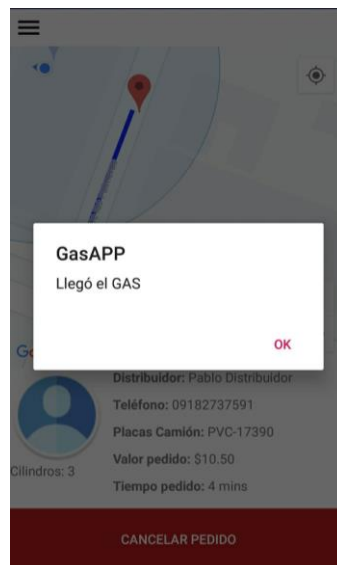 GasAPP
Llegó el GAS
OK
Distribuidor: Pablo Distribuidor
Teléfono: 09182737591
Placas Camión: PVC-17390
Cilindros: 3
Valor pedido: $10.50
Tiempo pedido: 4 mins
CANCELAR PEDIDO